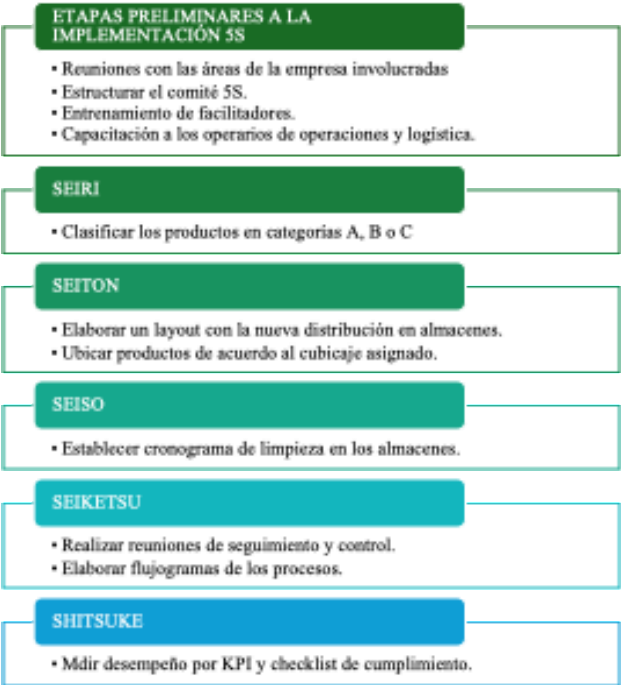 ETAPAS PRELIMINARES A LA
IMPLEMENTACIÓN 5S
• Reuniones con las áreas de la empresa involucradas
• Estructurar el comité 5S.
• Entrenamiento de facilitadores.
• Capacitación a los operarios de operaciones y logística.
SEIRI
• Clasificar los productos en categorías A, B o C
SEITON
• Elaborar un layout con la nueva distribución en almacenes.
• Ubicar productos de acuerdo al cubicaje asignado.
SEISO
• Establecer cronograma de limpieza en los almacenes.
SEIKETSU
• Realizar reuniones de seguimiento y control.
• Elaborar flujogramas de los procesos.
SHITSUKE
• Mdir desempeño por KPI y checklist de cumplimiento.